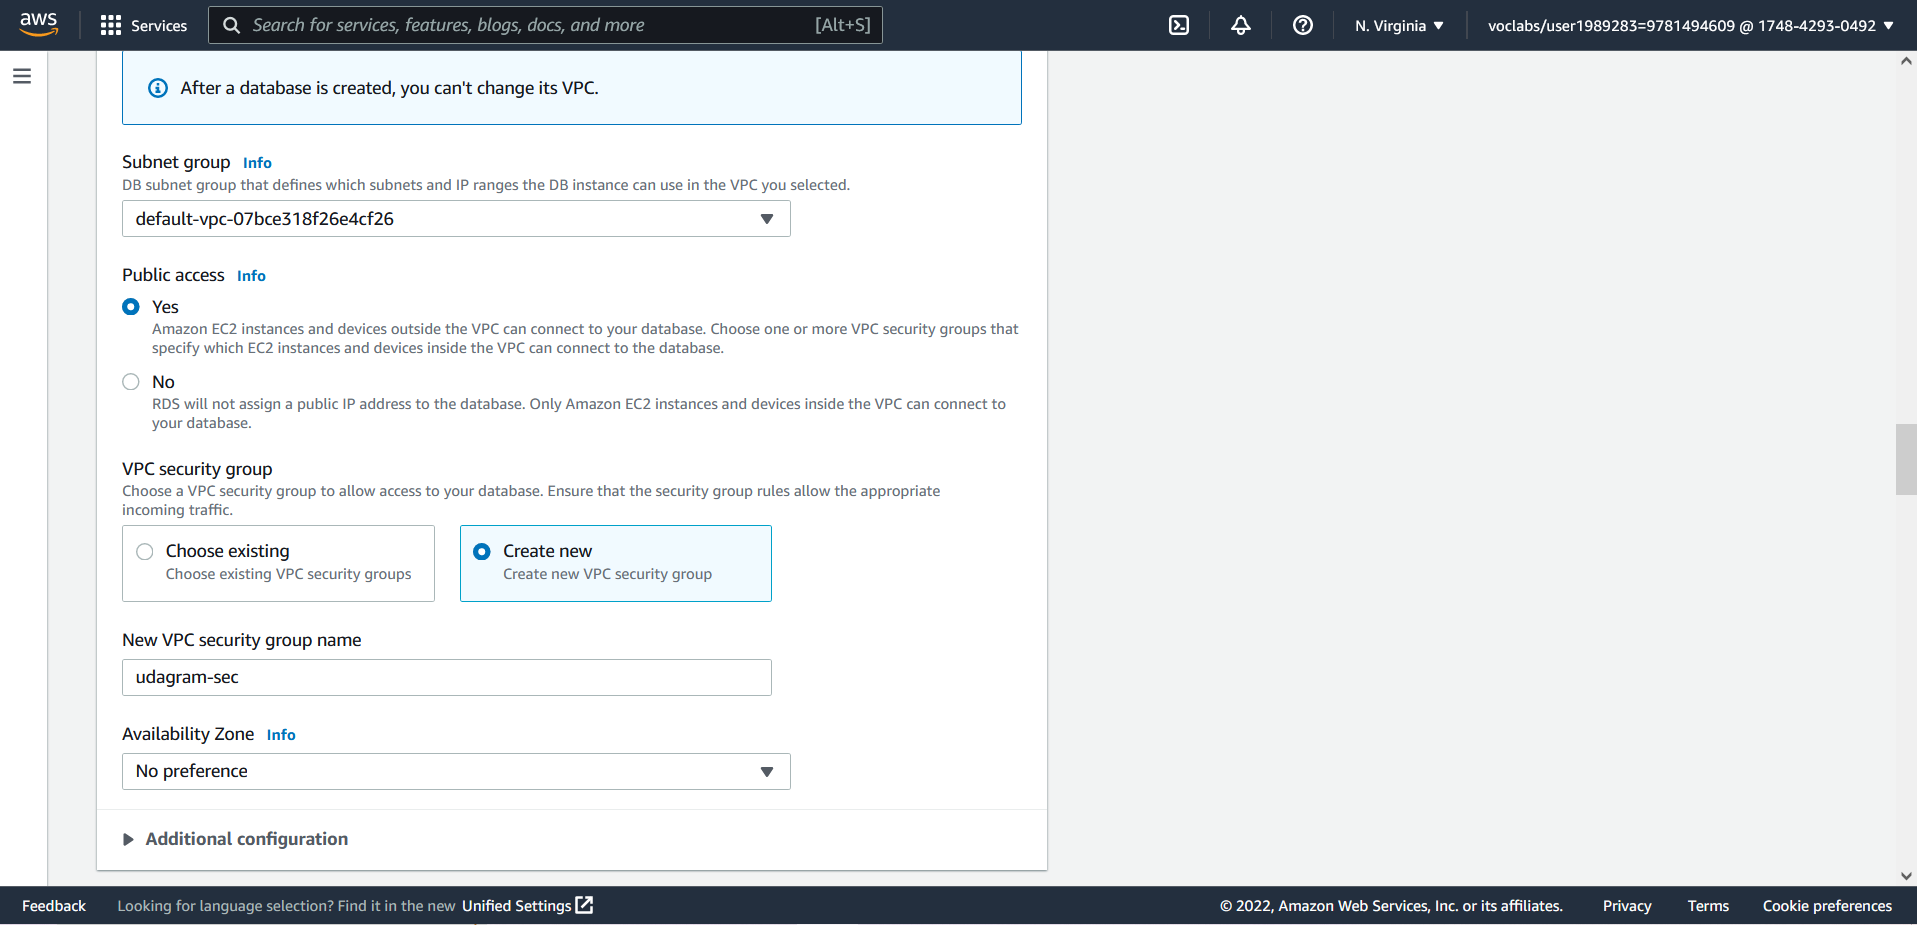 aws
Services
Search for services, features, blogs, docs, and more
[Alt+S]
N. Virginia
voclabs/user1989283=9781494609 @ 1748-4293-0492
After a database is created, you can't change its VPC.
Subnet group Info
DB subnet group that defines which subnets and IP ranges the DB instance can use in the VPC you selected.
default-vpc-07bce318f26e4cf26
Public access Info
Yes
Amazon EC2 instances and devices outside the VPC can connect to your database. Choose one or more VPC security groups that
specify which EC2 instances and devices inside the VPC can connect to the database.
No
RDS will not assign a public IP address to the database. Only Amazon EC2 instances and devices inside the VPC can connect to
your database.
VPC security group
Choose a VPC security group to allow access to your database. Ensure that the security group rules allow the appropriate
incoming traffic.
Choose existing
Choose existing VPC security groups
Create new
Create new VPC security group
New VPC security group name
udagram-sec
Availability Zone Info
No preference
Additional configuration
Feedback
Looking for language selection? Find it in the new Unified Settings
© 2022, Amazon Web Services, Inc. or its affiliates.
Privacy
Terms
Cookie preferences